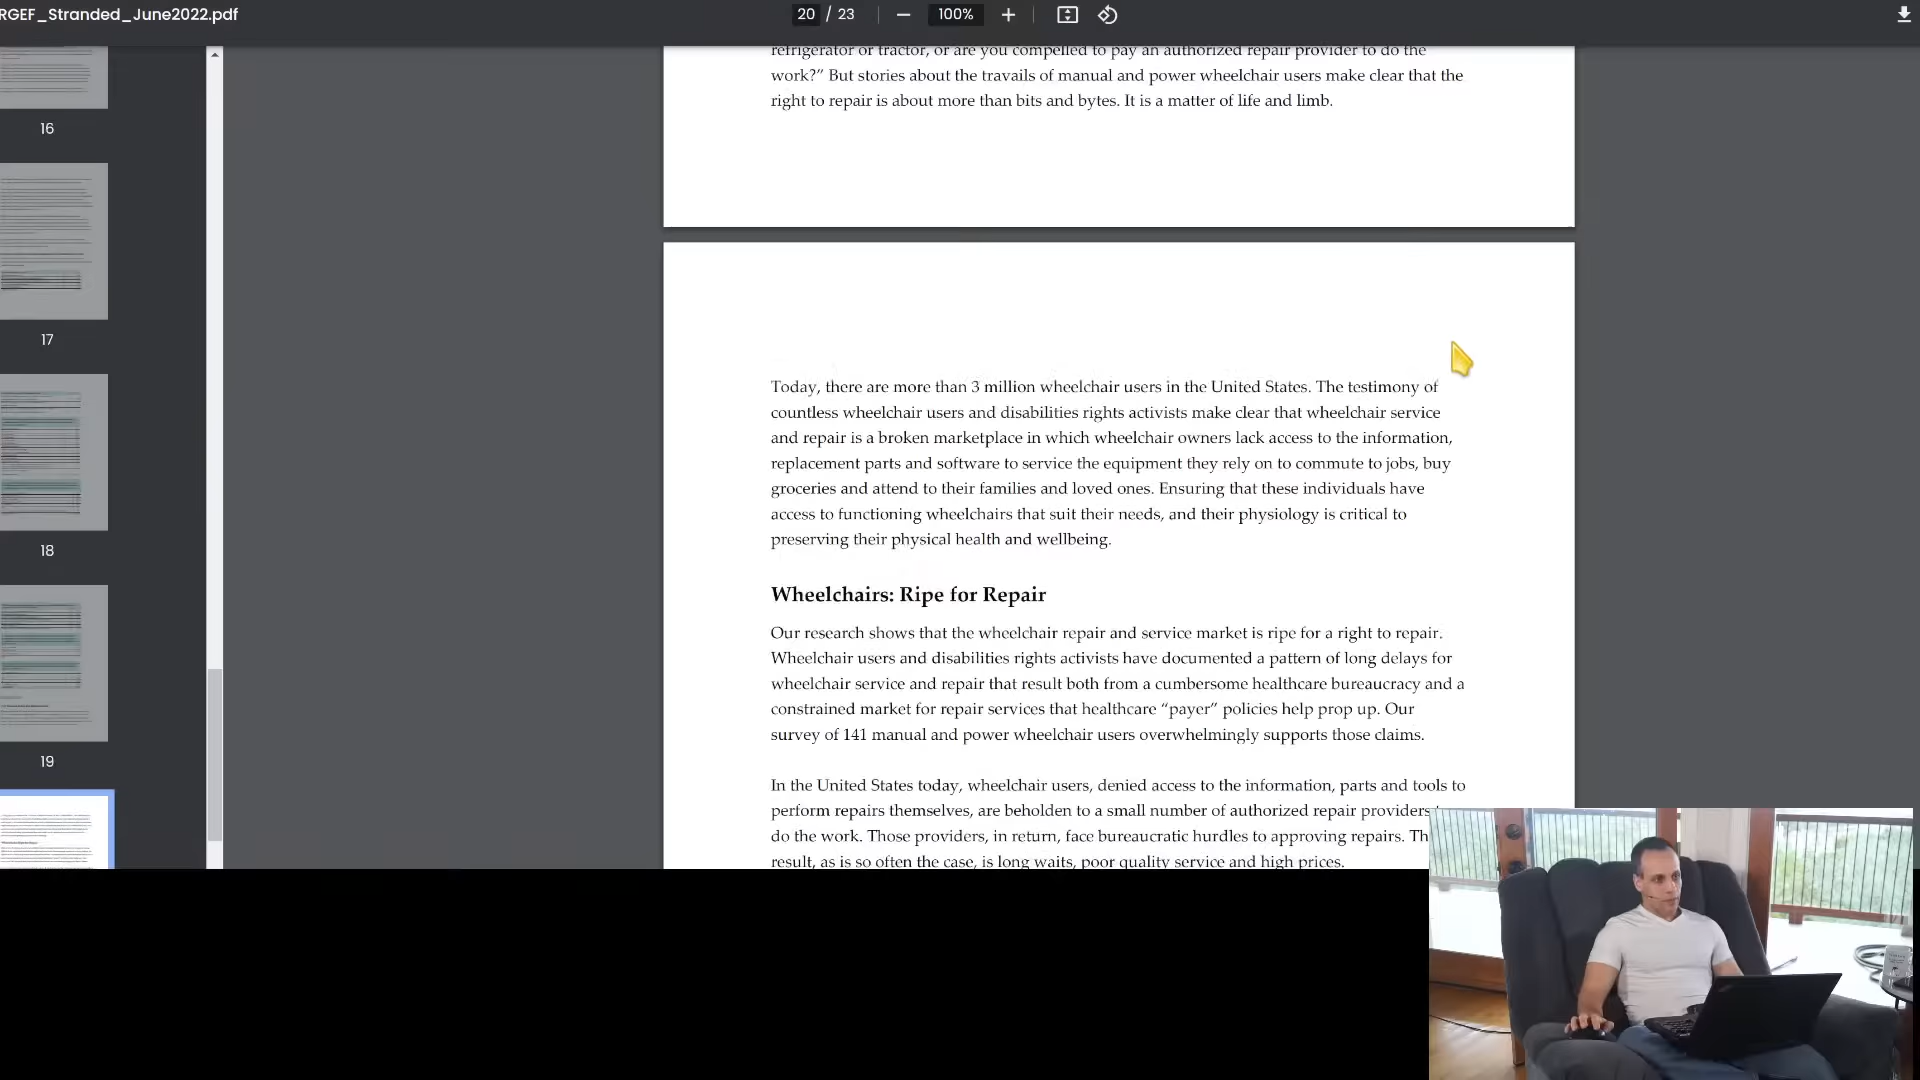 RGEF_Stranded_June2022.pdf
20 / 23
100%
16
17
18
19
refrigerator or tractor, or are you compelled to pay an authorized repair provider to do the
work?” But stories about the travails of manual and power wheelchair users make clear that the
right to repair is about more than bits and bytes. It is a matter of life and limb.
Today, there are more than 3 million wheelchair users in the United States. The testimony of
countless wheelchair users and disabilities rights activists make clear that wheelchair service
and repair is a broken marketplace in which wheelchair owners lack access to the information,
replacement parts and software to service the equipment they rely on to commute to jobs, buy
groceries and attend to their families and loved ones. Ensuring that these individuals have
access to functioning wheelchairs that suit their needs, and their physiology is critical to
preserving their physical health and wellbeing.
Wheelchairs: Ripe for Repair
Our research shows that the wheelchair repair and service market is ripe for a right to repair.
Wheelchair users and disabilities rights activists have documented a pattern of long delays for
wheelchair service and repair that result both from a cumbersome healthcare bureaucracy and a
constrained market for repair services that healthcare “payer” policies help prop up. Our
survey of 141 manual and power wheelchair users overwhelmingly supports those claims.
In the United States today, wheelchair users, denied access to the information, parts and tools to
perform repairs themselves, are beholden to a small number of authorized repair providers
do the work. Those providers, in return, face bureaucratic hurdles to approving repairs. Th
result, as is so often the case, is long waits, poor quality service and high prices.